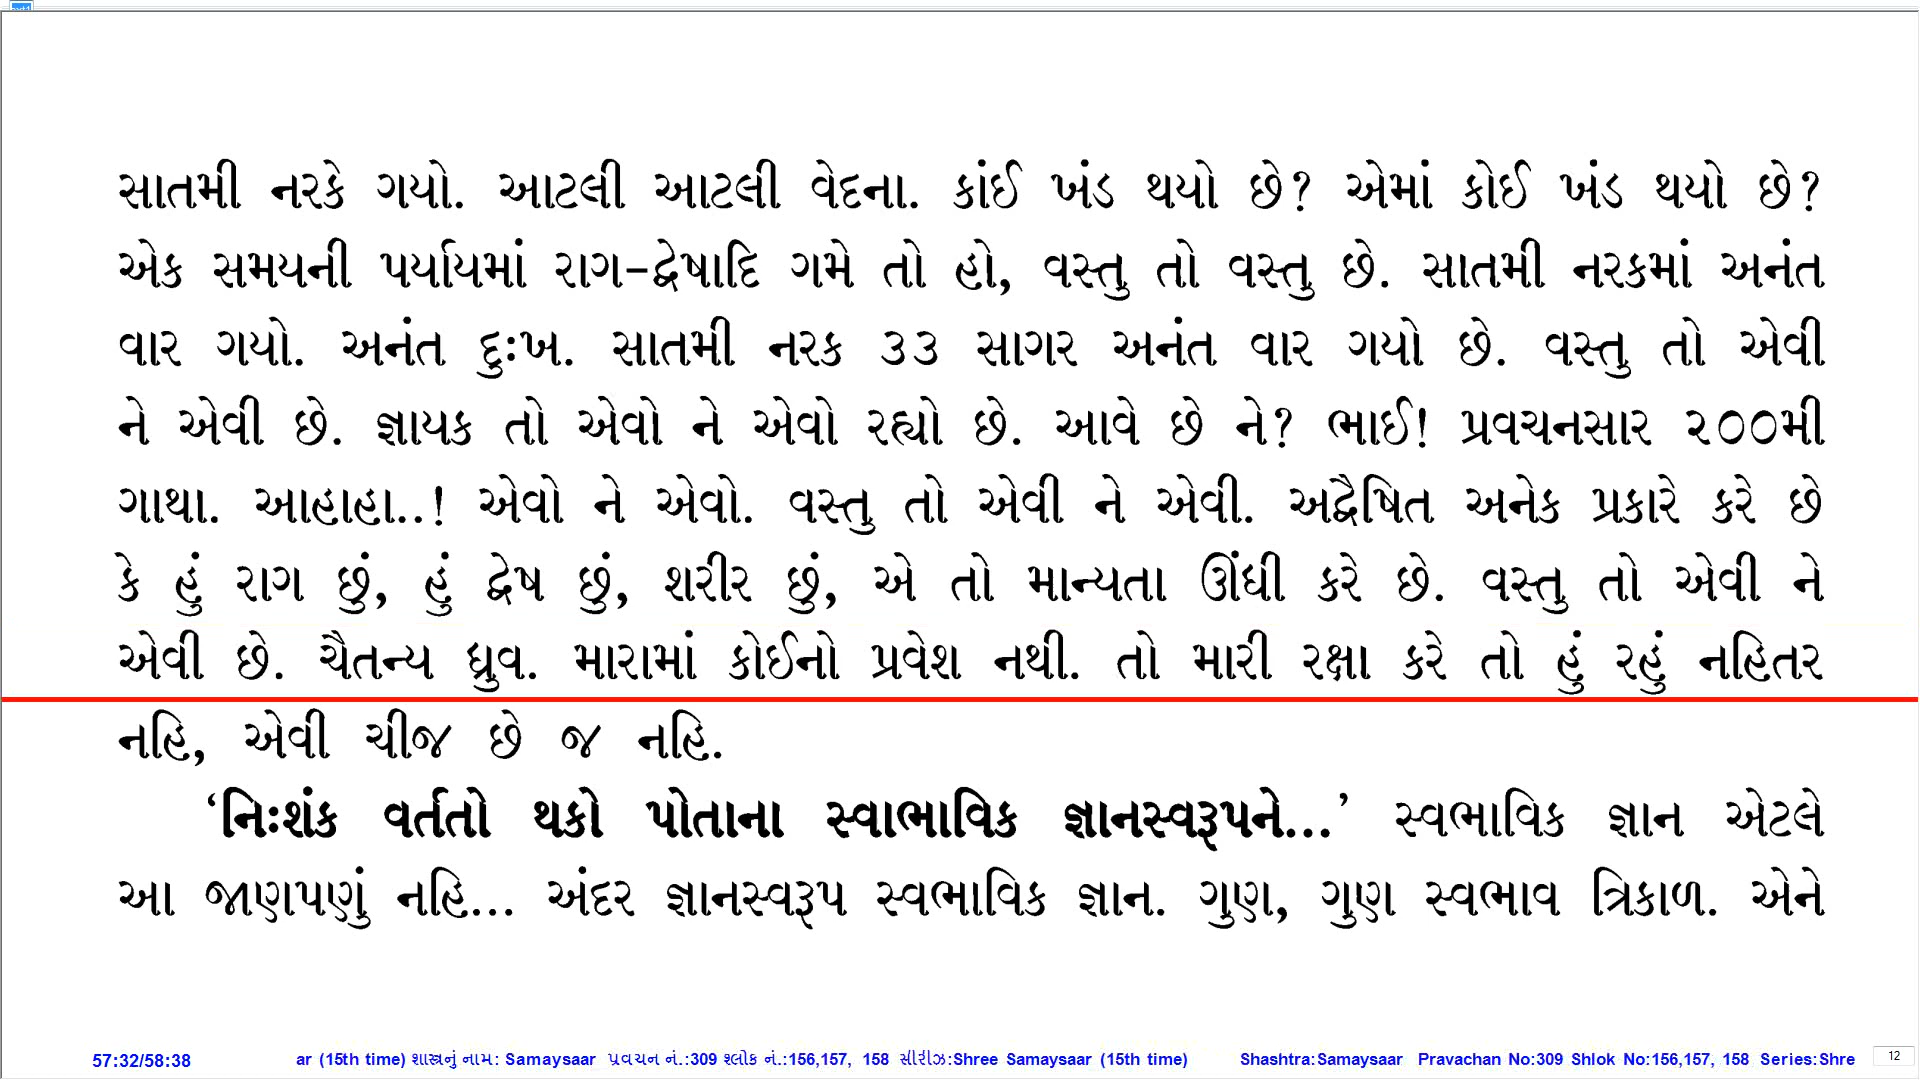 સાતમી નરકે ગયો. આટલી આટલી વેદના. કાંઈ ખંડ થયો છે? એમાં કોઈ ખંડ થયો છે?
એક સમયની પર્યાયમાં રાગ-દ્વેષાદિ ગમે તો હો, વસ્તુ તો વસ્તુ છે. સાતમી નરકમાં અનંત
વાર ગયો. અનંત દુઃખ. સાતમી નરક ૩૩ સાગર અનંત વાર ગયો છે. વસ્તુ તો એવી
ને એવી છે. જ્ઞાયક તો એવો ને એવો રહ્યો છે. આવે છે ને? ભાઈ! પ્રવચનસાર ૨૦૦મી
ગાથા. આહાહા..! એવો ને એવો. વસ્તુ તો એવી ને એવી. અદ્વૈષિત અનેક પ્રકારે કરે છે
કે હું રાગ છું, હું દ્વેષ છું, શરીર છું, એ તો માન્યતા ઊંધી કરે છે. વસ્તુ તો એવી ને
એવી છે. ચૈતન્ય ધ્રુવ. મારામાં કોઈનો પ્રવેશ નથી. તો મારી રક્ષા કરે તો હું રહું નહિતર
નહિ, એવી ચીજ છે જ નહિ.
‘નિઃશંક વર્તતો થકો પોતાના સ્વાભાવિક જ્ઞાનસ્વરૂપને...’ સ્વભાવિક જ્ઞાન એટલે
આ જાણપણું નહિ... અંદર જ્ઞાનસ્વરૂપ સ્વભાવિક જ્ઞાન. ગુણ, ગુણ સ્વભાવ ત્રિકાળ. એને
57:32/58:38 ar (15th time) શાસ્ત્રનું નામ: Samaysaar પ્રવચન નં.:309 શ્લોક નં.:156,157, 158 સીરીઝ:Shree Samaysaar (15th time) Shashtra:Samaysaar Pravachan No:309 Shlok No:156,157, 158 Series:Shre 12